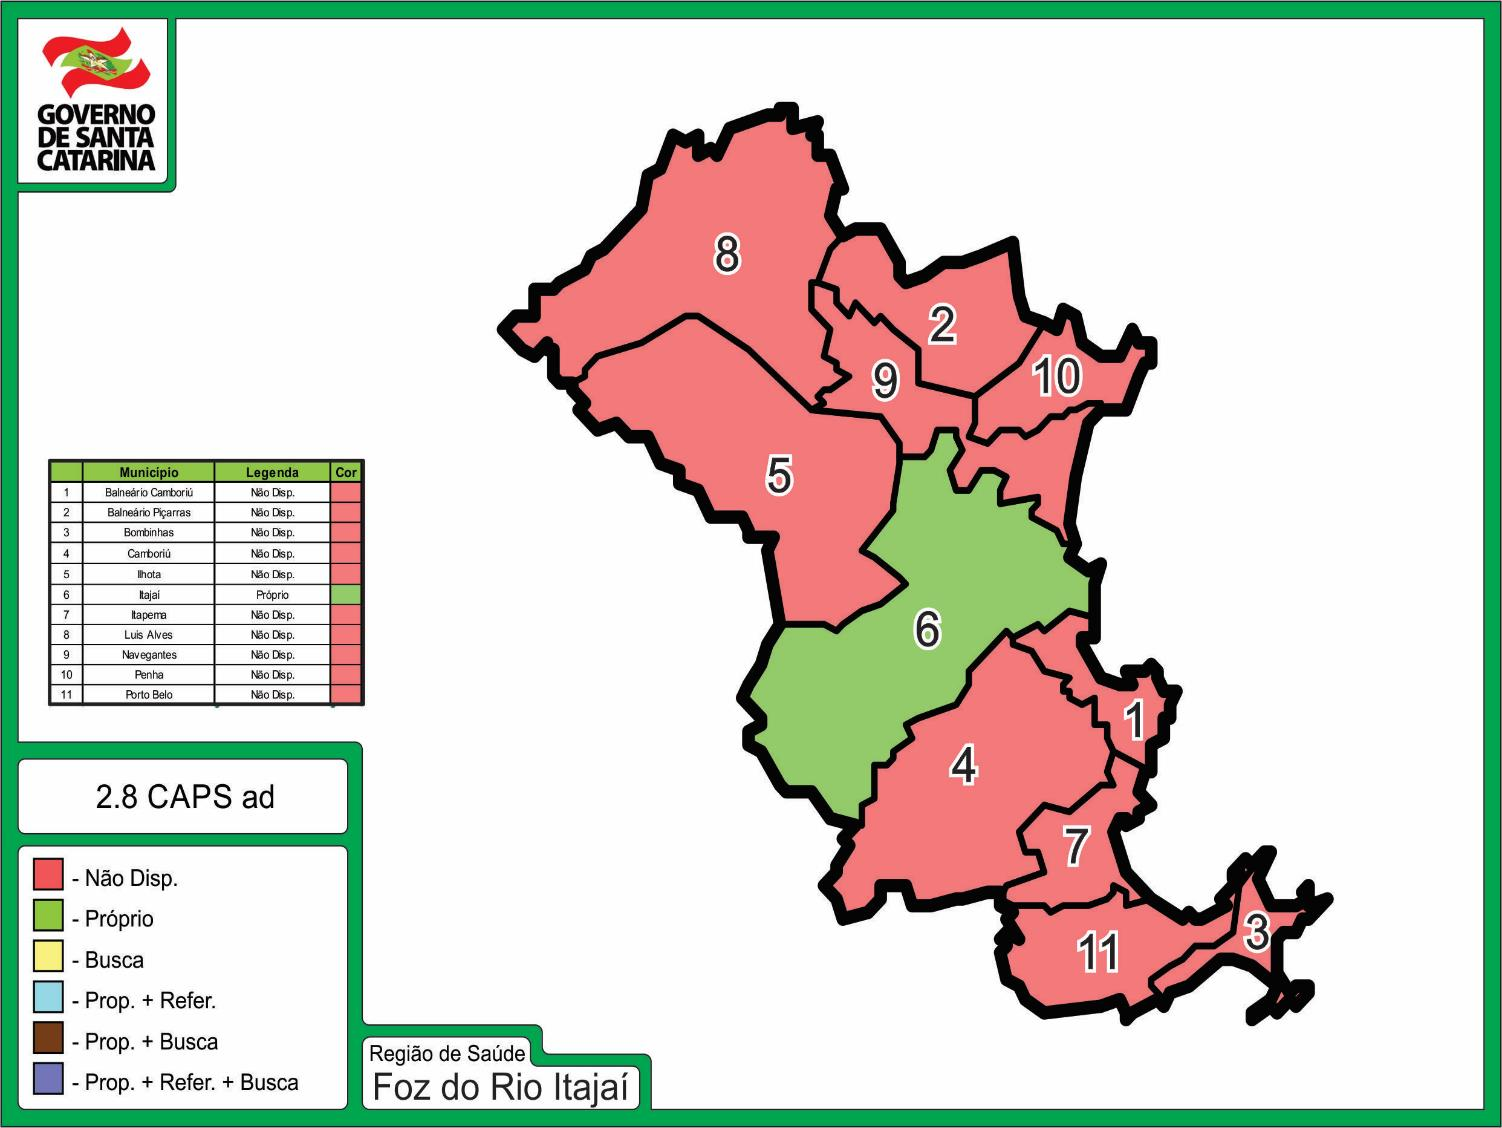 GOVERNO
DE SANTA
CATARINA
8
2
10
9
5
6
1
4
7
3
11
Município Legenda Cor
1 Balneário Camboriú Não Disp.
2 Balneário Piçarras Não Disp.
3 Bombinhas Não Disp.
4 Camboriú Não Disp.
5 Ilhota Não Disp.
6 Itajaí Próprio
7 Itapema Não Disp.
8 Luis Alves Não Disp.
9 Navegantes Não Disp.
10 Penha Não Disp.
11 Porto Belo Não Disp.
2.8 CAPS ad
- Não Disp.
- Próprio
- Busca
- Prop. + Refer.
- Prop. + Busca
- Prop. + Refer. + Busca
Região de Saúde
Foz do Rio Itajaí